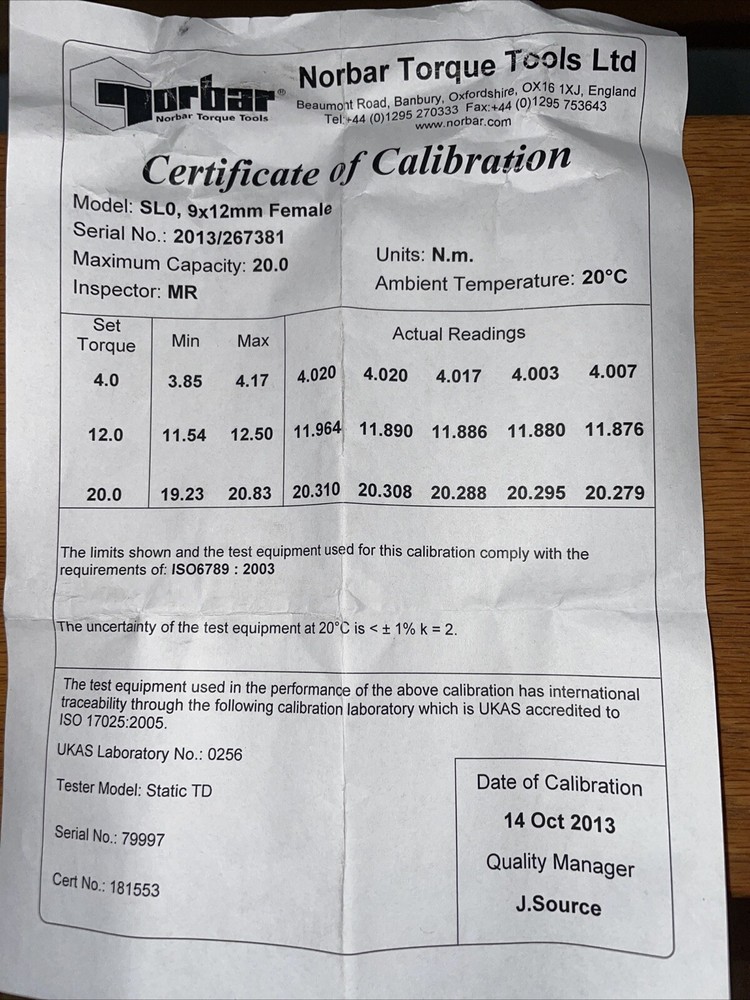 Norbar®
Norbar Torque Tools
Norbar Torque Tools Ltd
Beaumont Road, Banbury, Oxfordshire, OX16 1XJ, England
Tel:+44 (0)1295 270333 Fax:+44 (0)1295 753643
www.norbar.com
Certificate of Calibration
Model: SL0, 9x12mm Female
Serial No.: 2013/267381
Maximum Capacity: 20.0
Inspector: MR
Units: N.m.
Ambient Temperature: 20°C
Set Torque Min Max Actual Readings
4.0 3.85 4.17 4.020 4.020 4.017 4.003 4.007
12.0 11.54 12.50 11.964 11.890 11.886 11.880 11.876
20.0 19.23 20.83 20.310 20.308 20.288 20.295 20.279
The limits shown and the test equipment used for this calibration comply with the
requirements of: ISO6789 : 2003
The uncertainty of the test equipment at 20°C is < ± 1% k = 2.
The test equipment used in the performance of the above calibration has international
traceability through the following calibration laboratory which is UKAS accredited to
ISO 17025:2005.
UKAS Laboratory No.: 0256
Tester Model: Static TD
Serial No.: 79997
Cert No.: 181553
Date of Calibration
14 Oct 2013
Quality Manager
J.Source